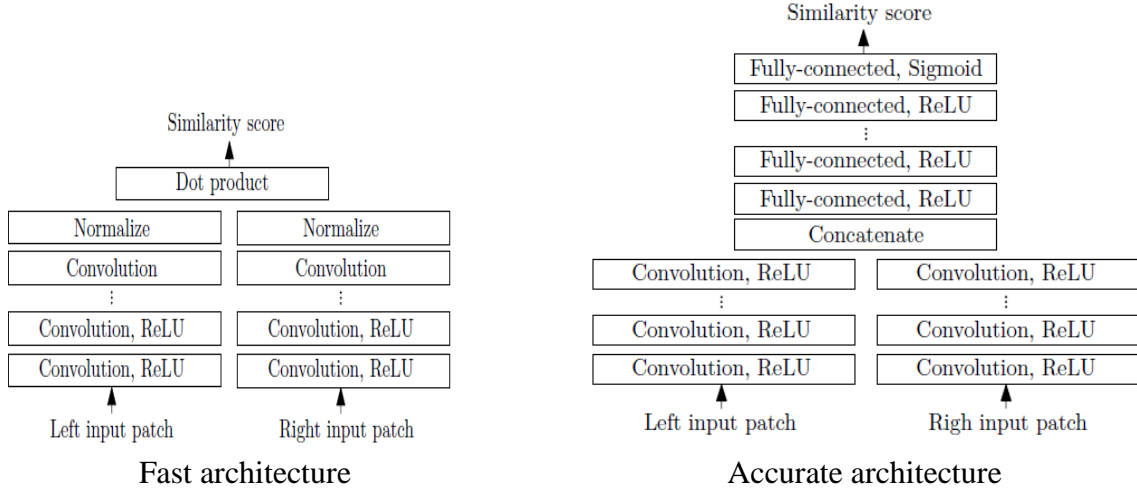 Similarity score
Dot product
Normalize Normalize
Convolution Convolution
⋮ ⋮
Convolution, ReLU Convolution, ReLU
Convolution, ReLU Convolution, ReLU
Left input patch Right input patch
Fast architecture
Similarity score
Fully-connected, Sigmoid
Fully-connected, ReLU
⋮
Fully-connected, ReLU
Fully-connected, ReLU
Concatenate
Convolution, ReLU Convolution, ReLU
⋮ ⋮
Convolution, ReLU Convolution, ReLU
Convolution, ReLU Convolution, ReLU
Left input patch Righ input patch
Accurate architecture